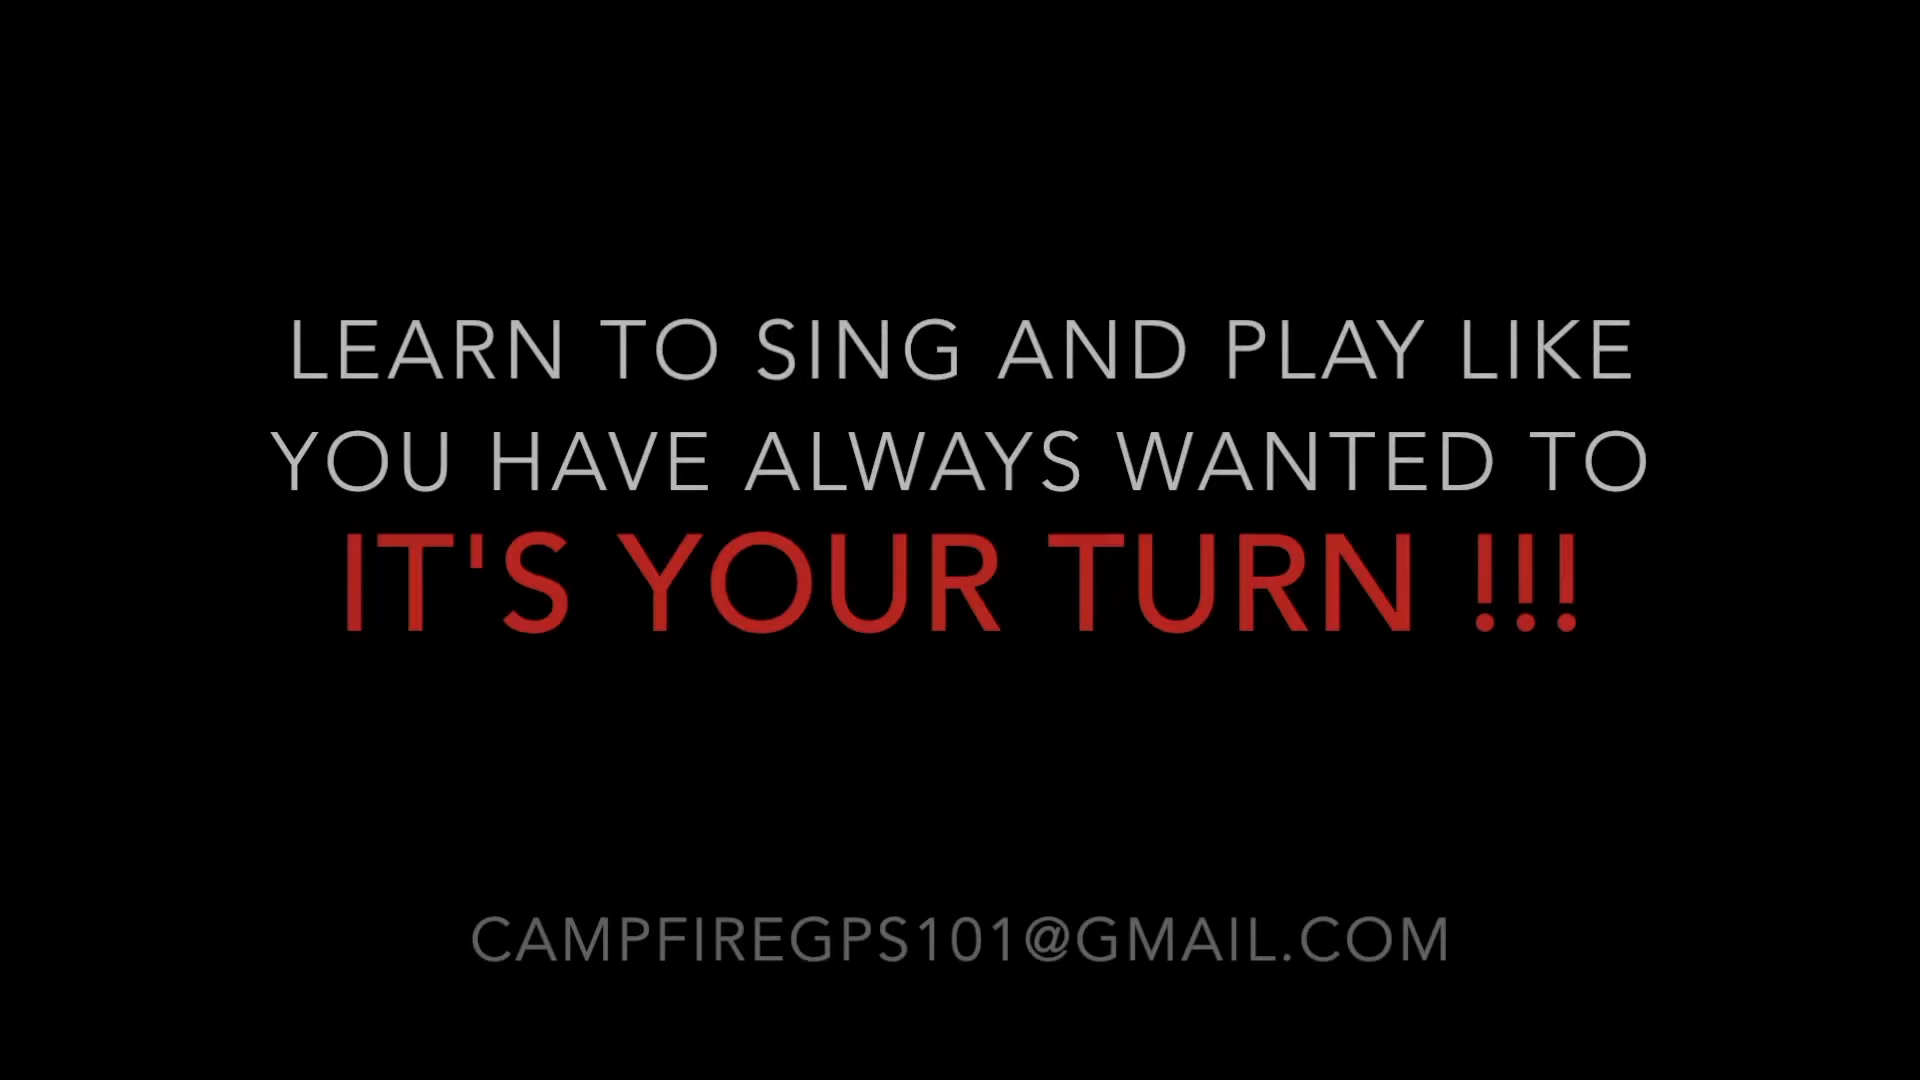 LEARN TO SING AND PLAY LIKE
YOU HAVE ALWAYS WANTED TO
IT'S YOUR TURN !!!
CAMPFIREGPS101@GMAIL.COM